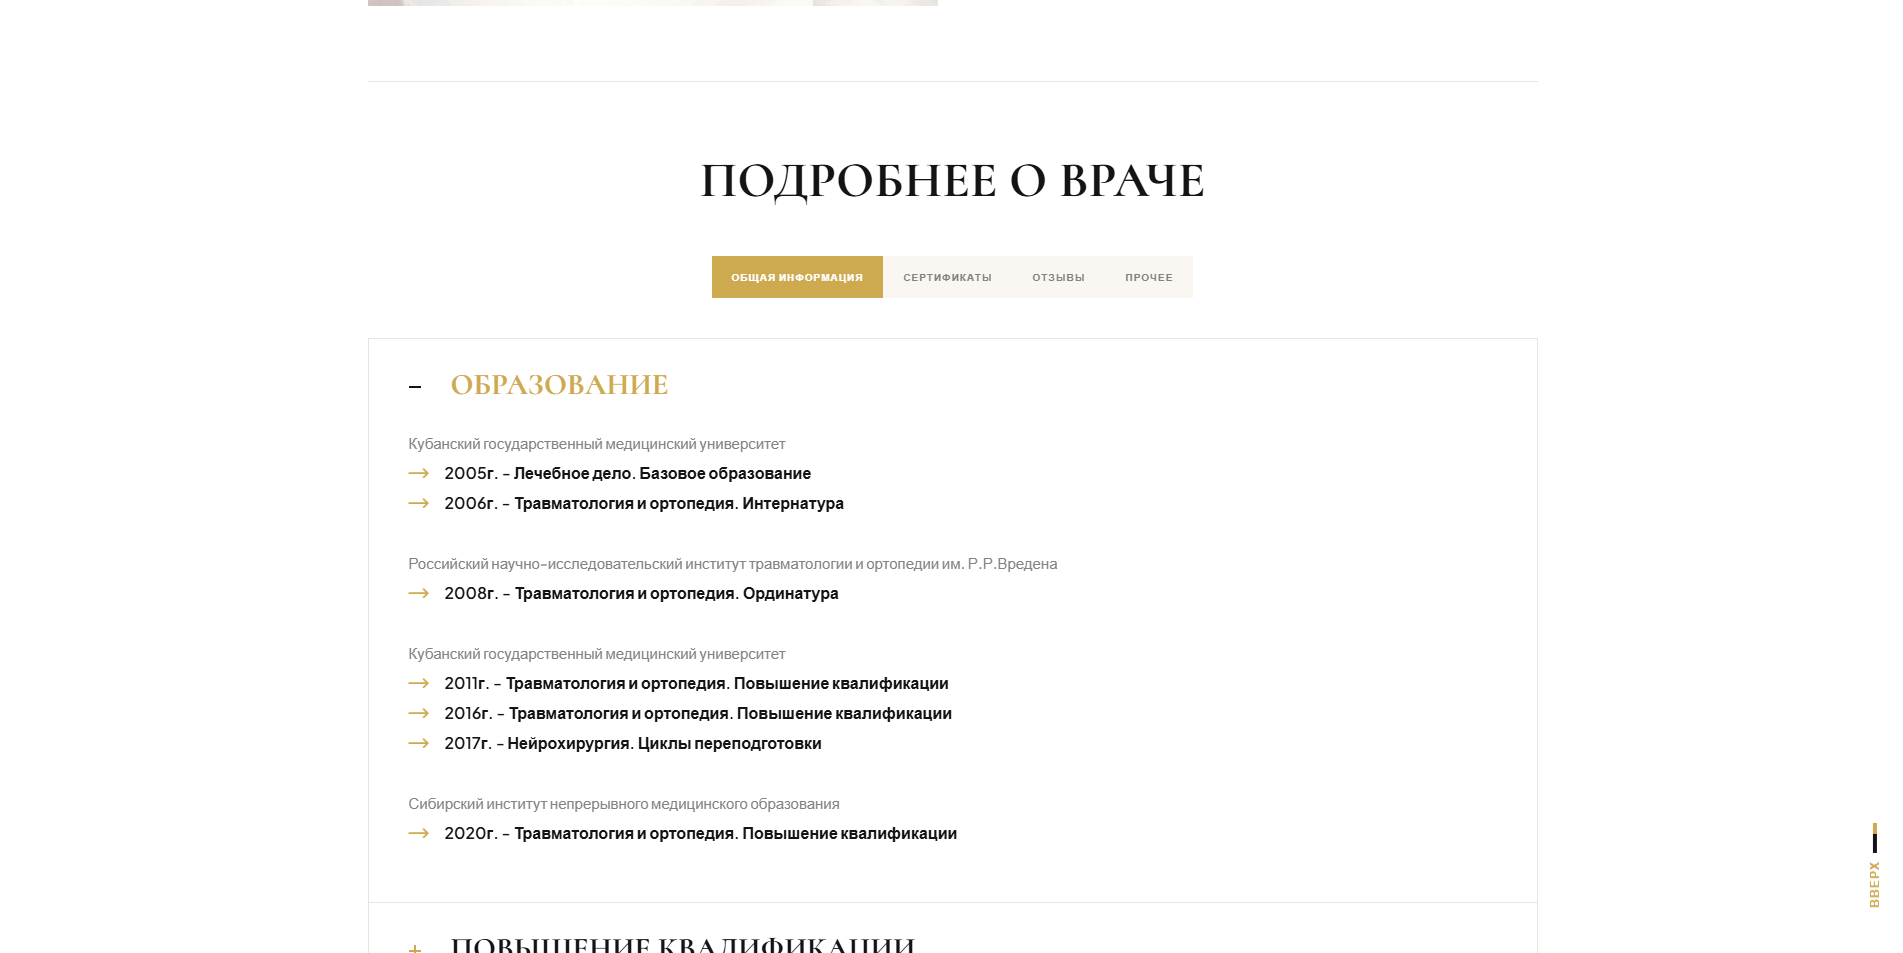 ПОДРОБНЕЕ О ВРАЧЕ
ОБЩАЯ ИНФОРМАЦИЯ
СЕРТИФИКАТЫ
ОТЗЫВЫ
ПРОЧЕЕ
– ОБРАЗОВАНИЕ
Кубанский государственный медицинский университет
→ 2005г. - Лечебное дело. Базовое образование
→ 2006г. - Травматология и ортопедия. Интернатура
Российский научно-исследовательский институт травматологии и ортопедии им. Р.Р.Вредена
→ 2008г. - Травматология и ортопедия. Ординатура
Кубанский государственный медицинский университет
→ 2011г. - Травматология и ортопедия. Повышение квалификации
→ 2016г. - Травматология и ортопедия. Повышение квалификации
→ 2017г. - Нейрохирургия. Циклы переподготовки
Сибирский институт непрерывного медицинского образования
→ 2020г. - Травматология и ортопедия. Повышение квалификации
ВВЕРХ
+ ПОВЫШЕНИЕ КВАЛИФИКАЦИИ